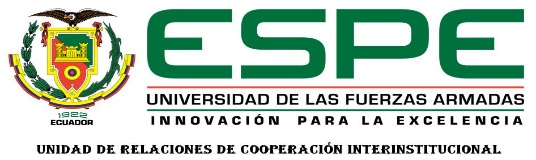 ESPE
UNIVERSIDAD DE LAS FUERZAS ARMADAS
INNOVACIÓN PARA LA EXCELENCIA
1922
ECUADOR
UNIDAD DE RELACIONES DE COOPERACIÓN INTERINSTITUCIONAL